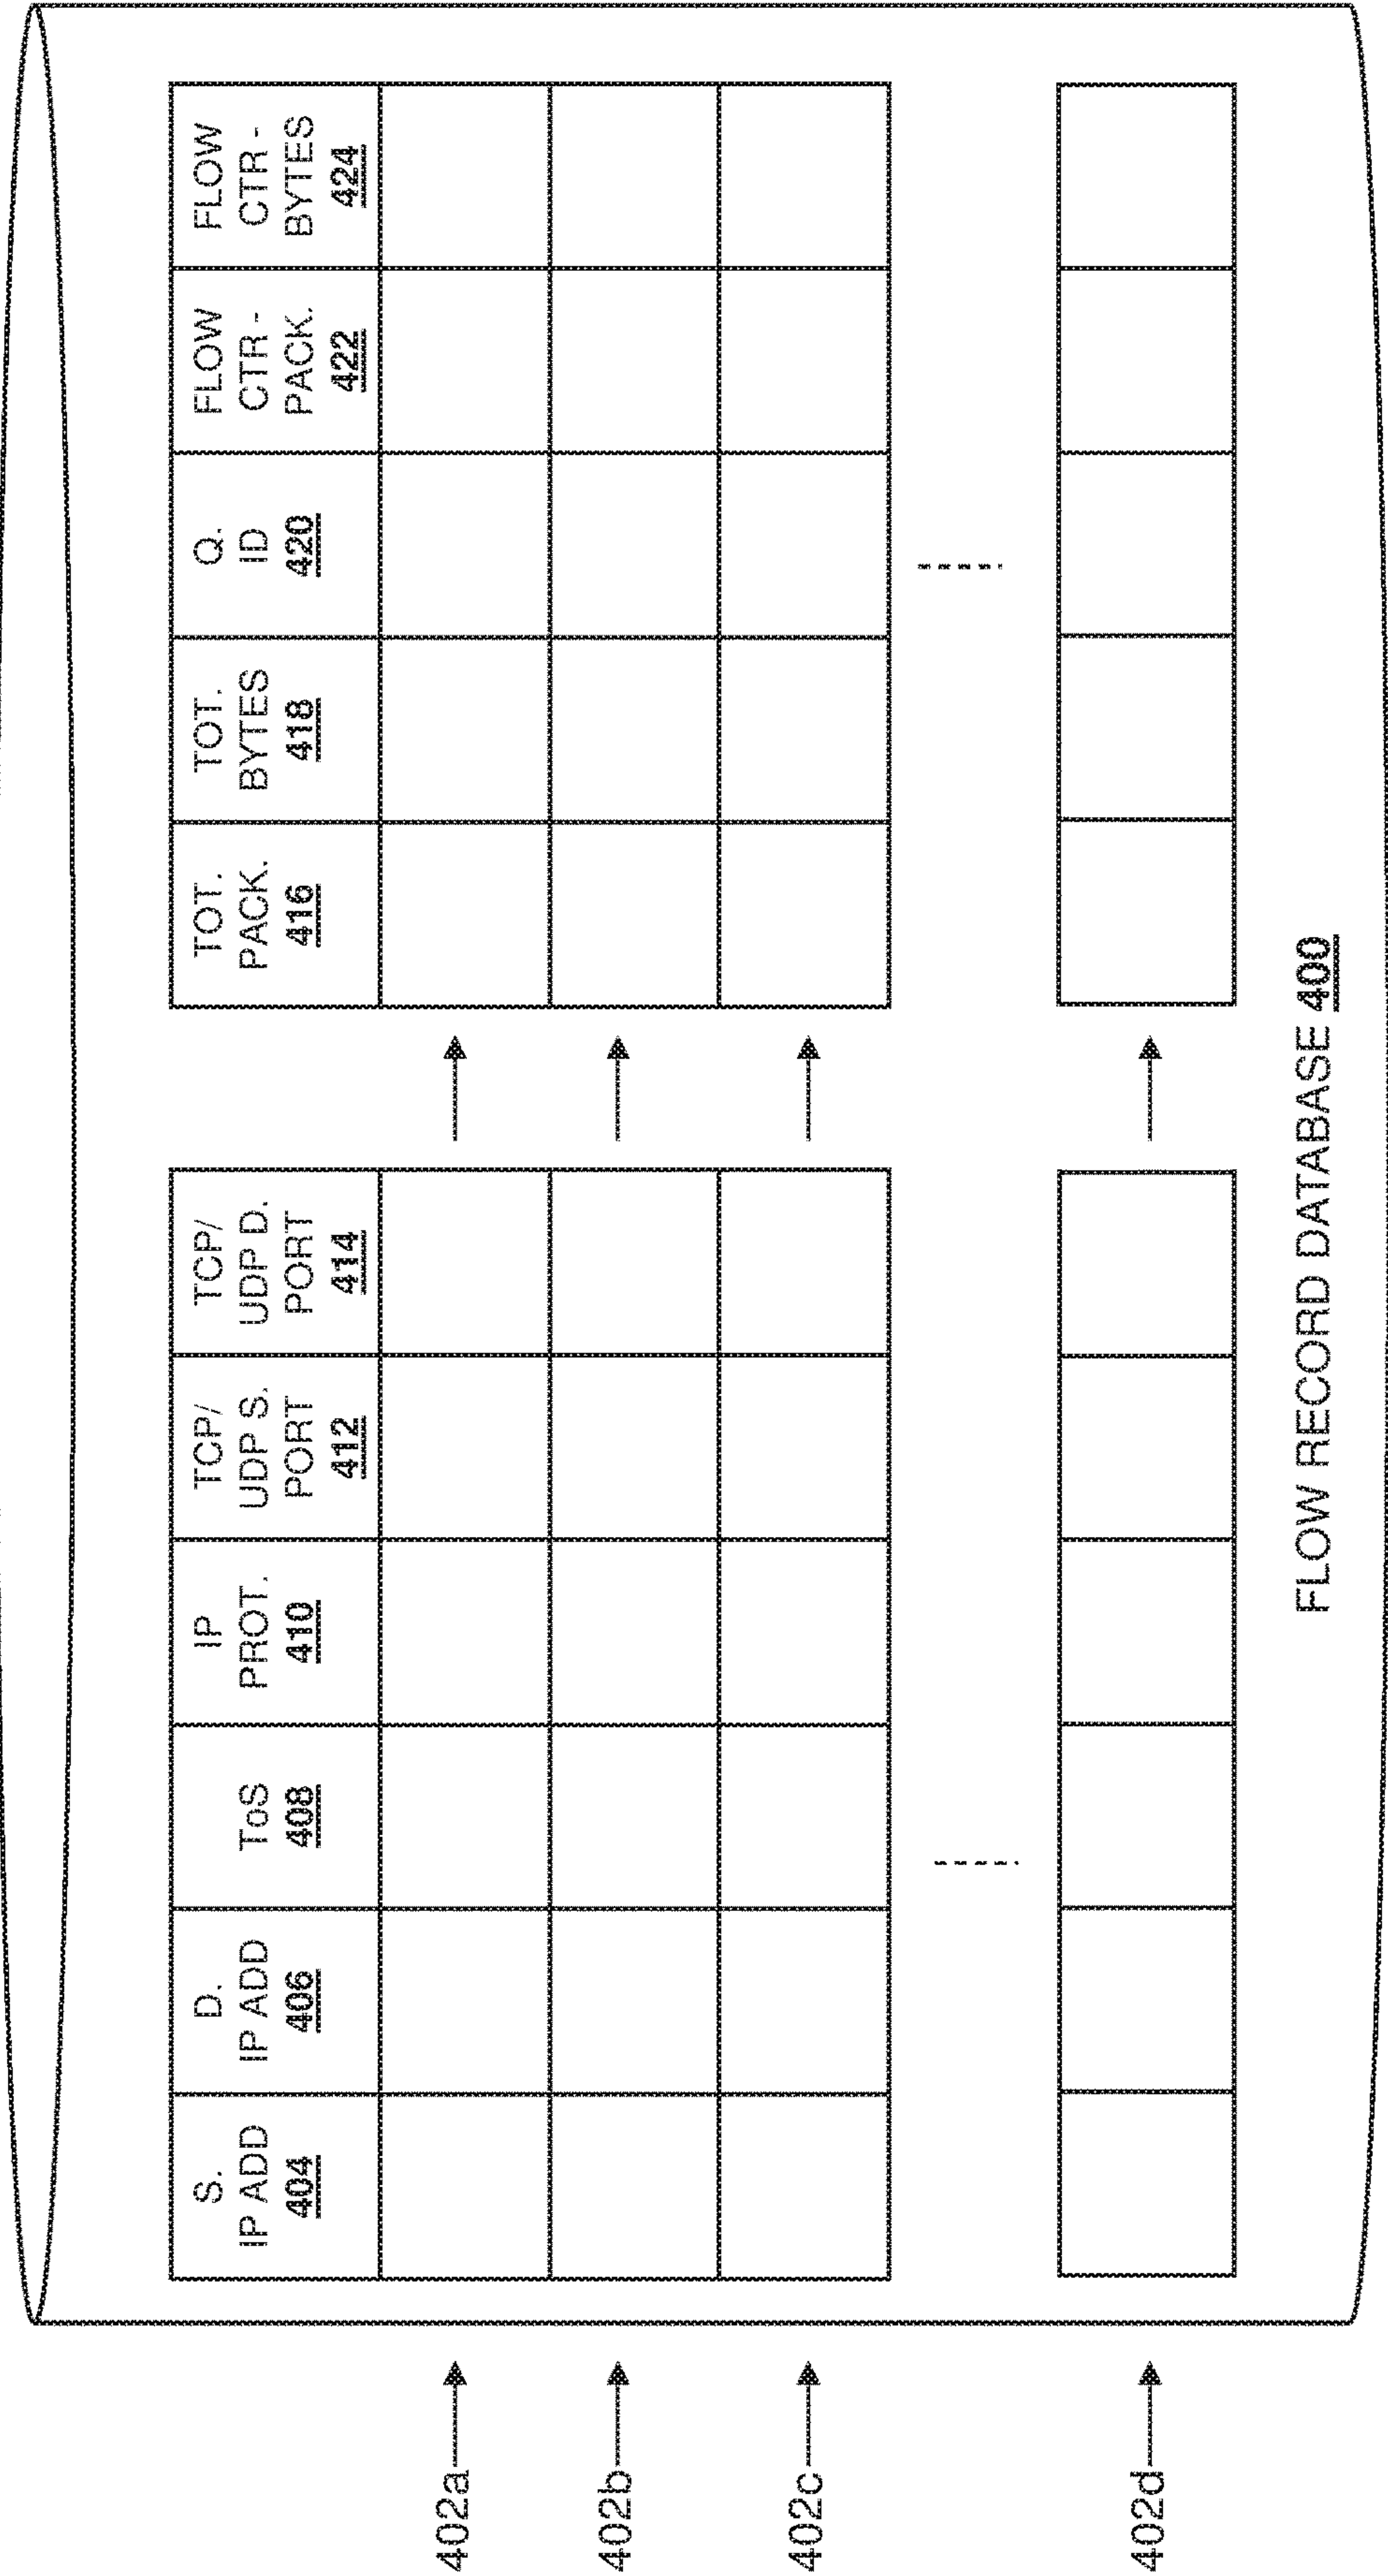 S.
IP ADD
404
D.
IP ADD
406
ToS
408
IP
PROT.
410
TCP/
UDP S.
PORT
412
TCP/
UDP D.
PORT
414
TOT.
PACK.
416
TOT.
BYTES
418
Q.
ID
420
FLOW
CTR -
PACK.
422
FLOW
CTR -
BYTES
424
402a
402b
402c
402d
FLOW RECORD DATABASE 400